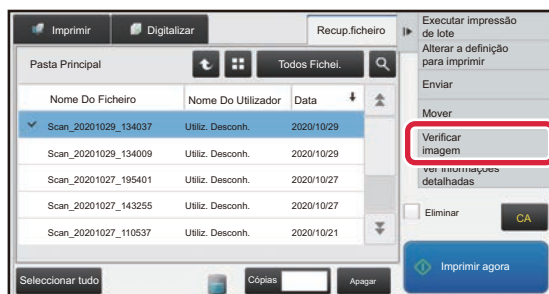 Imprimir
Digitalizar
Recup.ficheiro
Pasta Principal
Todos Fichei.
Nome Do Ficheiro
Nome Do Utilizador
Data
Scan_20201029_134037
Utiliz. Desconh.
2020/10/29
Scan_20201029_134009
Utiliz. Desconh.
2020/10/29
Scan_20201027_195401
Utiliz. Desconh.
2020/10/27
Scan_20201027_143255
Utiliz. Desconh.
2020/10/27
Scan_20201027_110537
Utiliz. Desconh.
2020/10/21
Seleccionar tudo
Cópias
Apagar
Executar impressão
de lote
Alterar a definição
para imprimir
Enviar
Mover
Verificar
imagem
Ver informações
detalhadas
Eliminar
CA
Imprimir agora